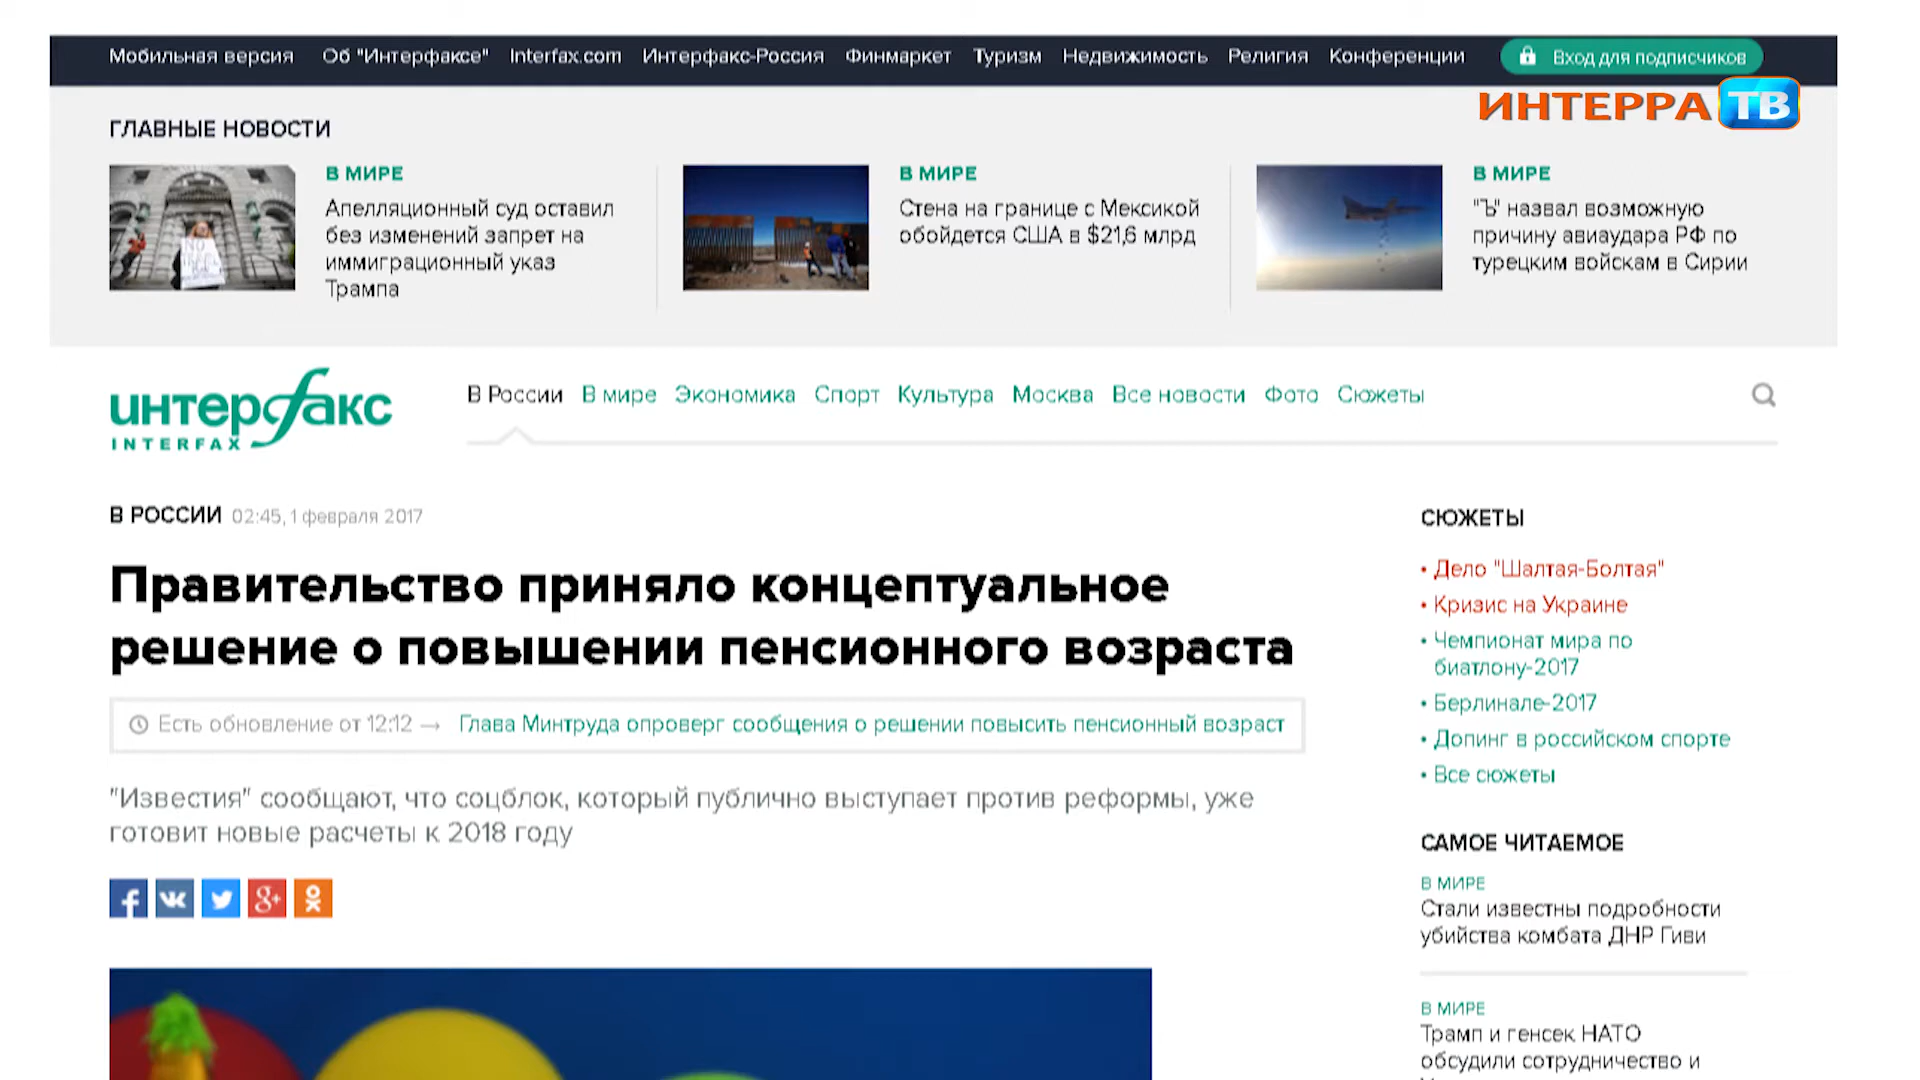 Мобильная версия Об "Интерфаксе" Interfax.com Интерфакс-Россия Финмаркет Туризм Недвижимость Религия Конференции Вход для подписчиков
ИНТЕРРА ТВ
ГЛАВНЫЕ НОВОСТИ
В МИРЕ
Апелляционный суд оставил
без изменений запрет на
иммиграционный указ
Трампа
В МИРЕ
Стена на границе с Мексикой
обойдется США в $21,6 млрд
В МИРЕ
"Ъ" назвал возможную
причину авиаудара РФ по
турецким войскам в Сирии
интерфакс
INTERFAX
В России В мире Экономика Спорт Культура Москва Все новости Фото Сюжеты
В РОССИИ 02:45, 1 февраля 2017
Правительство приняло концептуальное
решение о повышении пенсионного возраста
Есть обновление от 12:12 → Глава Минтруда опроверг сообщения о решении повысить пенсионный возраст
"Известия" сообщают, что соцблок, который публично выступает против реформы, уже
готовит новые расчеты к 2018 году
СЮЖЕТЫ
• Дело "Шалтая-Болтая"
• Кризис на Украине
• Чемпионат мира по
биатлону-2017
• Берлинале-2017
• Допинг в российском спорте
• Все сюжеты
САМОЕ ЧИТАЕМОЕ
В МИРЕ
Стали известны подробности
убийства комбата ДНР Гиви
В МИРЕ
Трамп и генсек НАТО
обсудили сотрудничество и